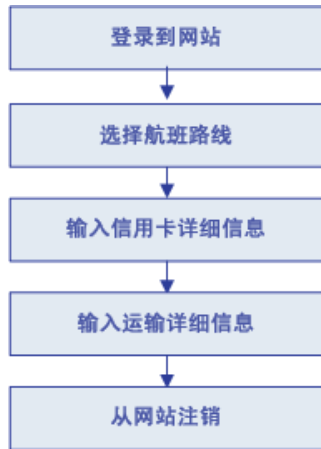 登录到网站
选择航班路线
输入信用卡详细信息
输入运输详细信息
从网站注销